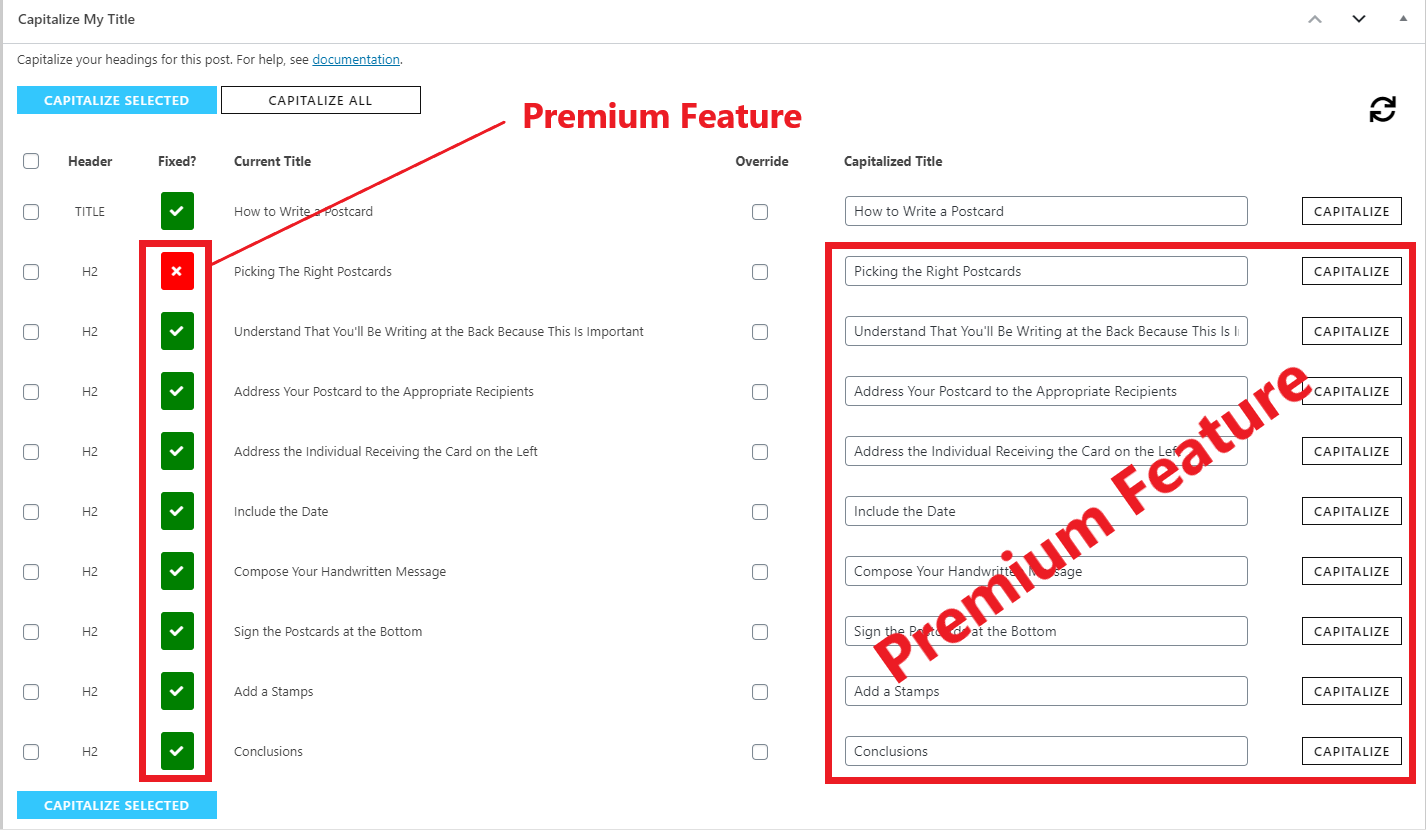 Capitalize My Title
Capitalize your headings for this post. For help, see documentation.
CAPITALIZE SELECTED CAPITALIZE ALL
Premium Feature
Header Fixed? Current Title Override Capitalized Title
TITLE How to Write a Postcard How to Write a Postcard CAPITALIZE
H2 Picking The Right Postcards Picking the Right Postcards CAPITALIZE
H2 Understand That You'll Be Writing at the Back Because This Is Important Understand That You'll Be Writing at the Back Because This Is I CAPITALIZE
H2 Address Your Postcard to the Appropriate Recipients Address Your Postcard to the Appropriate Recipients CAPITALIZE
H2 Address the Individual Receiving the Card on the Left Address the Individual Receiving the Card on the Left CAPITALIZE
H2 Include the Date Include the Date CAPITALIZE
H2 Compose Your Handwritten Message Compose Your Handwritten Message CAPITALIZE
H2 Sign the Postcards at the Bottom Sign the Postcards at the Bottom CAPITALIZE
H2 Add a Stamps Add a Stamps CAPITALIZE
H2 Conclusions Conclusions CAPITALIZE
Premium Feature
CAPITALIZE SELECTED